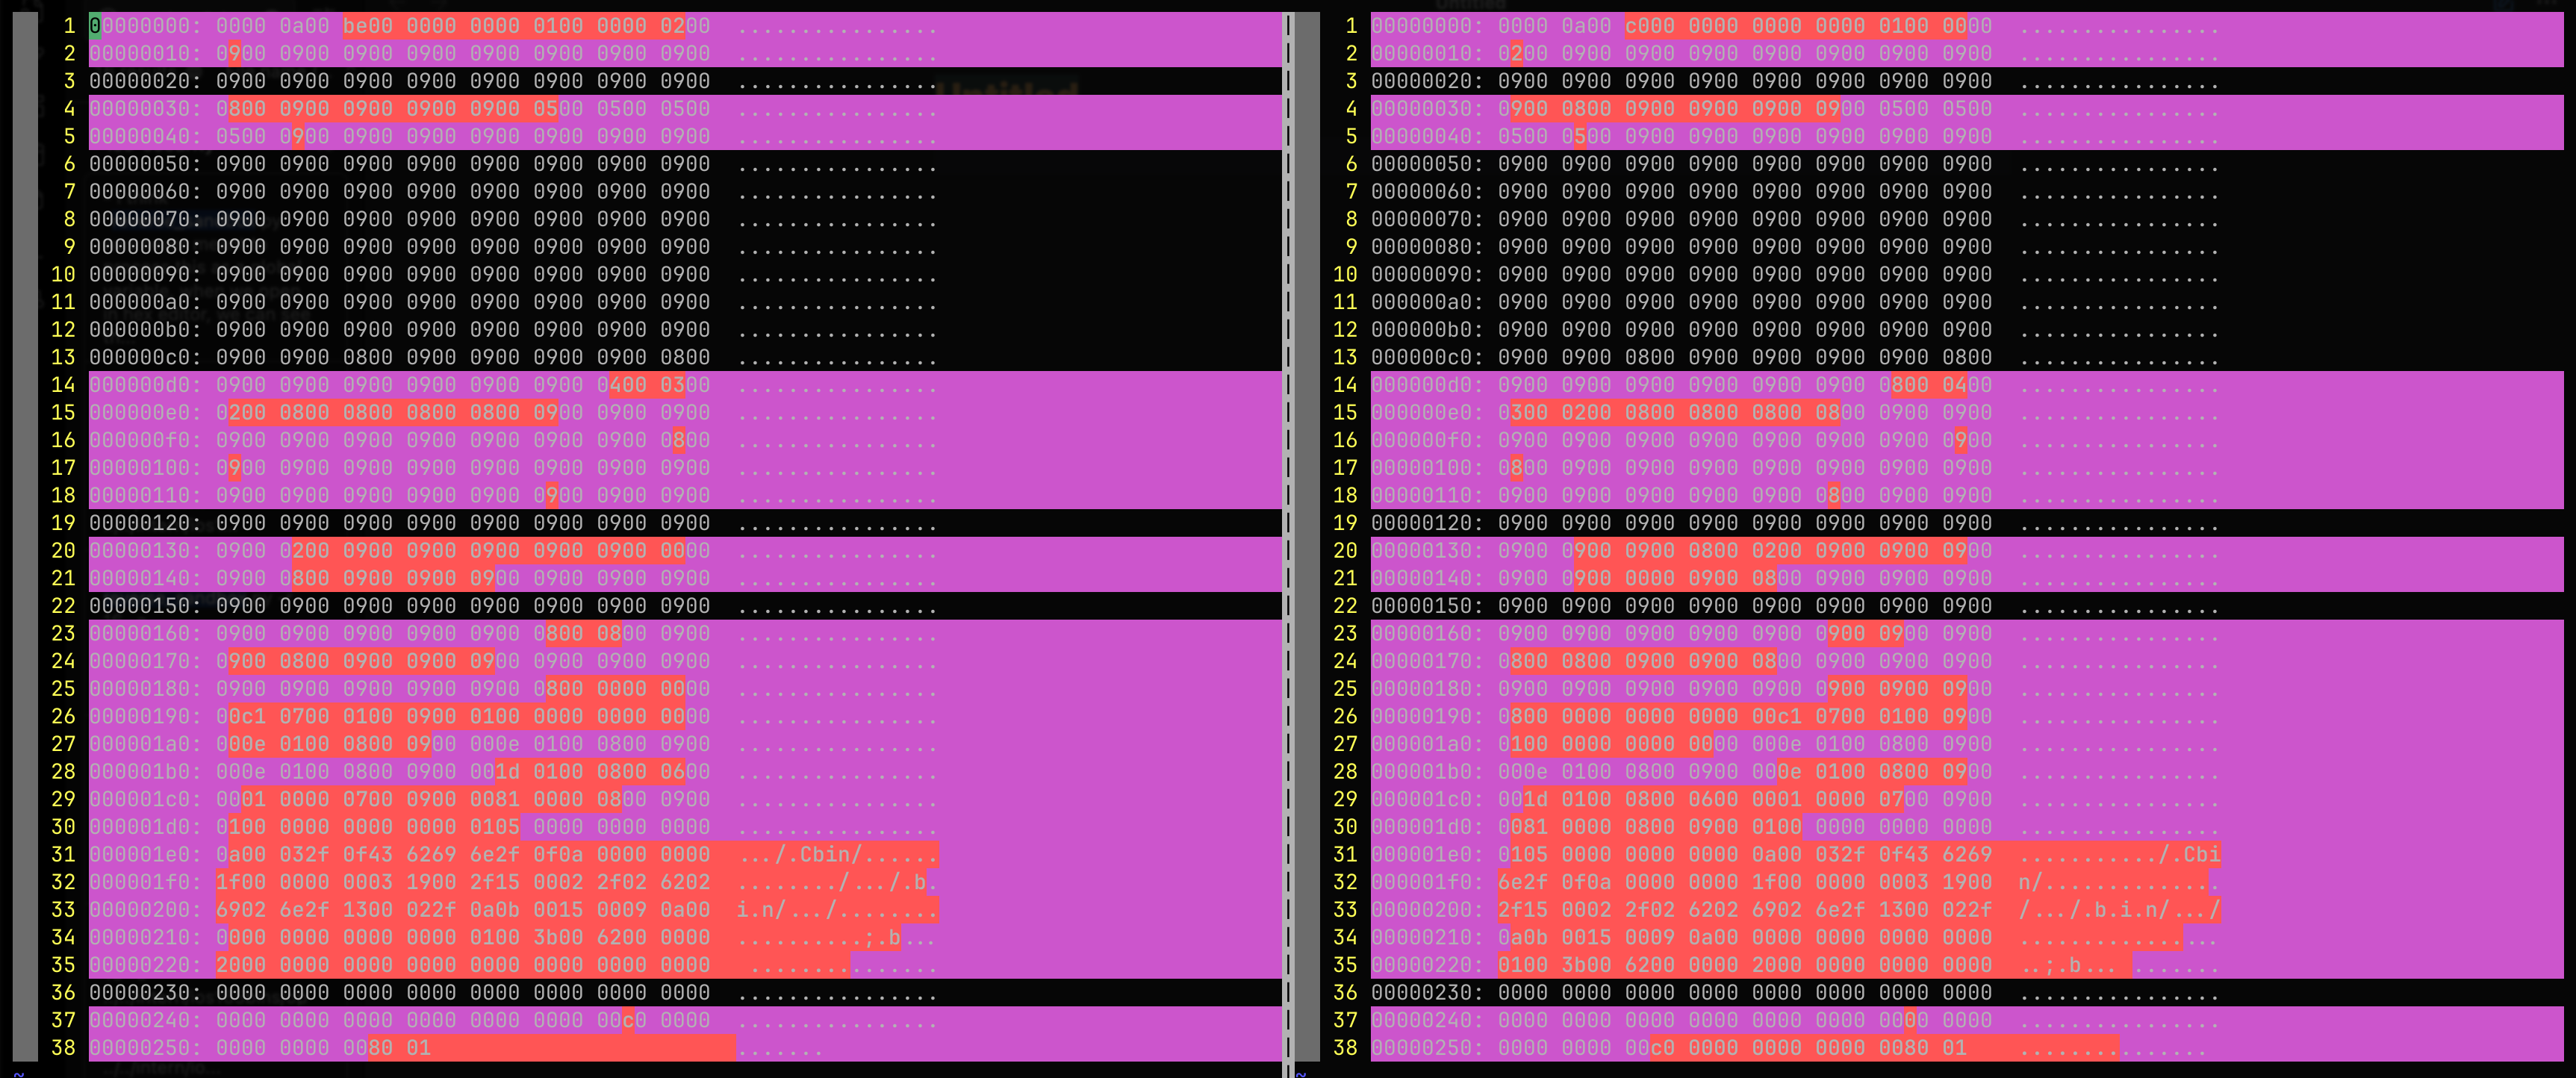 1 00000000: 0000 0a00 be00 0000 0000 0100 0000 0200  ................
2 00000010: 0900 0900 0900 0900 0900 0900 0900 0900  ................
3 00000020: 0900 0900 0900 0900 0900 0900 0900 0900  ................
4 00000030: 0800 0900 0900 0900 0900 0500 0500 0500  ................
5 00000040: 0500 0900 0900 0900 0900 0900 0900 0900  ................
6 00000050: 0900 0900 0900 0900 0900 0900 0900 0900  ................
7 00000060: 0900 0900 0900 0900 0900 0900 0900 0900  ................
8 00000070: 0900 0900 0900 0900 0900 0900 0900 0900  ................
9 00000080: 0900 0900 0900 0900 0900 0900 0900 0900  ................
10 00000090: 0900 0900 0900 0900 0900 0900 0900 0900  ................
11 000000a0: 0900 0900 0900 0900 0900 0900 0900 0900  ................
12 000000b0: 0900 0900 0900 0900 0900 0900 0900 0900  ................
13 000000c0: 0900 0900 0800 0900 0900 0900 0900 0800  ................
14 000000d0: 0900 0900 0900 0900 0900 0900 0400 0300  ................
15 000000e0: 0200 0800 0800 0800 0800 0900 0900 0900  ................
16 000000f0: 0900 0900 0900 0900 0900 0900 0900 0800  ................
17 00000100: 0900 0900 0900 0900 0900 0900 0900 0900  ................
18 00000110: 0900 0900 0900 0900 0900 0900 0900 0900  ................
19 00000120: 0900 0900 0900 0900 0900 0900 0900 0900  ................
20 00000130: 0900 0200 0900 0900 0900 0900 0900 0000  ................
21 00000140: 0900 0800 0900 0900 0900 0900 0900 0900  ................
22 00000150: 0900 0900 0900 0900 0900 0900 0900 0900  ................
23 00000160: 0900 0900 0900 0900 0900 0800 0800 0900  ................
24 00000170: 0900 0800 0900 0900 0900 0900 0900 0900  ................
25 00000180: 0900 0900 0900 0900 0900 0800 0000 0000  ................
26 00000190: 00c1 0700 0100 0900 0100 0000 0000 0000  ................
27 000001a0: 000e 0100 0800 0900 000e 0100 0800 0900  ................
28 000001b0: 000e 0100 0800 0900 001d 0100 0800 0600  ................
29 000001c0: 0001 0000 0700 0900 0081 0000 0800 0900  ................
30 000001d0: 0100 0000 0000 0000 0105 0000 0000 0000  ................
31 000001e0: 0a00 032f 0f43 6269 6e2f 0f0a 0000 0000  .../.Cbin/......
32 000001f0: 1f00 0000 0003 1900 2f15 0002 2f02 6202  ......../.../.b.
33 00000200: 6902 6e2f 1300 022f 0a0b 0015 0009 0a00  i.n/.../........
34 00000210: 0000 0000 0000 0000 0100 3b00 6200 0000  ..........;.b...
35 00000220: 2000 0000 0000 0000 0000 0000 0000 0000   ...............
36 00000230: 0000 0000 0000 0000 0000 0000 0000 0000  ................
37 00000240: 0000 0000 0000 0000 0000 0000 00c0 0000  ................
38 00000250: 0000 0000 0080 01  .......
~
1 00000000: 0000 0a00 c000 0000 0000 0000 0100 0000  ................
2 00000010: 0200 0900 0900 0900 0900 0900 0900 0900  ................
3 00000020: 0900 0900 0900 0900 0900 0900 0900 0900  ................
4 00000030: 0900 0800 0900 0900 0900 0900 0500 0500  ................
5 00000040: 0500 0500 0900 0900 0900 0900 0900 0900  ................
6 00000050: 0900 0900 0900 0900 0900 0900 0900 0900  ................
7 00000060: 0900 0900 0900 0900 0900 0900 0900 0900  ................
8 00000070: 0900 0900 0900 0900 0900 0900 0900 0900  ................
9 00000080: 0900 0900 0900 0900 0900 0900 0900 0900  ................
10 00000090: 0900 0900 0900 0900 0900 0900 0900 0900  ................
11 000000a0: 0900 0900 0900 0900 0900 0900 0900 0900  ................
12 000000b0: 0900 0900 0900 0900 0900 0900 0900 0900  ................
13 000000c0: 0900 0900 0800 0900 0900 0900 0900 0800  ................
14 000000d0: 0900 0900 0900 0900 0900 0900 0800 0400  ................
15 000000e0: 0300 0200 0800 0800 0800 0800 0900 0900  ................
16 000000f0: 0900 0900 0900 0900 0900 0900 0900 0900  ................
17 00000100: 0800 0900 0900 0900 0900 0900 0900 0900  ................
18 00000110: 0900 0900 0900 0900 0900 0800 0900 0900  ................
19 00000120: 0900 0900 0900 0900 0900 0900 0900 0900  ................
20 00000130: 0900 0900 0900 0800 0200 0900 0900 0900  ................
21 00000140: 0900 0900 0000 0900 0800 0900 0900 0900  ................
22 00000150: 0900 0900 0900 0900 0900 0900 0900 0900  ................
23 00000160: 0900 0900 0900 0900 0900 0900 0900 0900  ................
24 00000170: 0800 0800 0900 0900 0800 0900 0900 0900  ................
25 00000180: 0900 0900 0900 0900 0900 0900 0900 0900  ................
26 00000190: 0800 0000 0000 0000 00c1 0700 0100 0900  ................
27 000001a0: 0100 0000 0000 0000 000e 0100 0800 0900  ................
28 000001b0: 000e 0100 0800 0900 000e 0100 0800 0900  ................
29 000001c0: 001d 0100 0800 0600 0001 0000 0700 0900  ................
30 000001d0: 0081 0000 0800 0900 0100 0000 0000 0000  ................
31 000001e0: 0105 0000 0000 0000 0a00 032f 0f43 6269  .........../.Cbi
32 000001f0: 6e2f 0f0a 0000 0000 1f00 0000 0003 1900  n/..............
33 00000200: 2f15 0002 2f02 6202 6902 6e2f 1300 022f  /.../.b.i.n/.../
34 00000210: 0a0b 0015 0009 0a00 0000 0000 0000 0000  ................
35 00000220: 0100 3b00 6200 0000 2000 0000 0000 0000  ..;.b... .......
36 00000230: 0000 0000 0000 0000 0000 0000 0000 0000  ................
37 00000240: 0000 0000 0000 0000 0000 0000 0000 0000  ................
38 00000250: 0000 0000 00c0 0000 0000 0000 0080 01  ...............
~